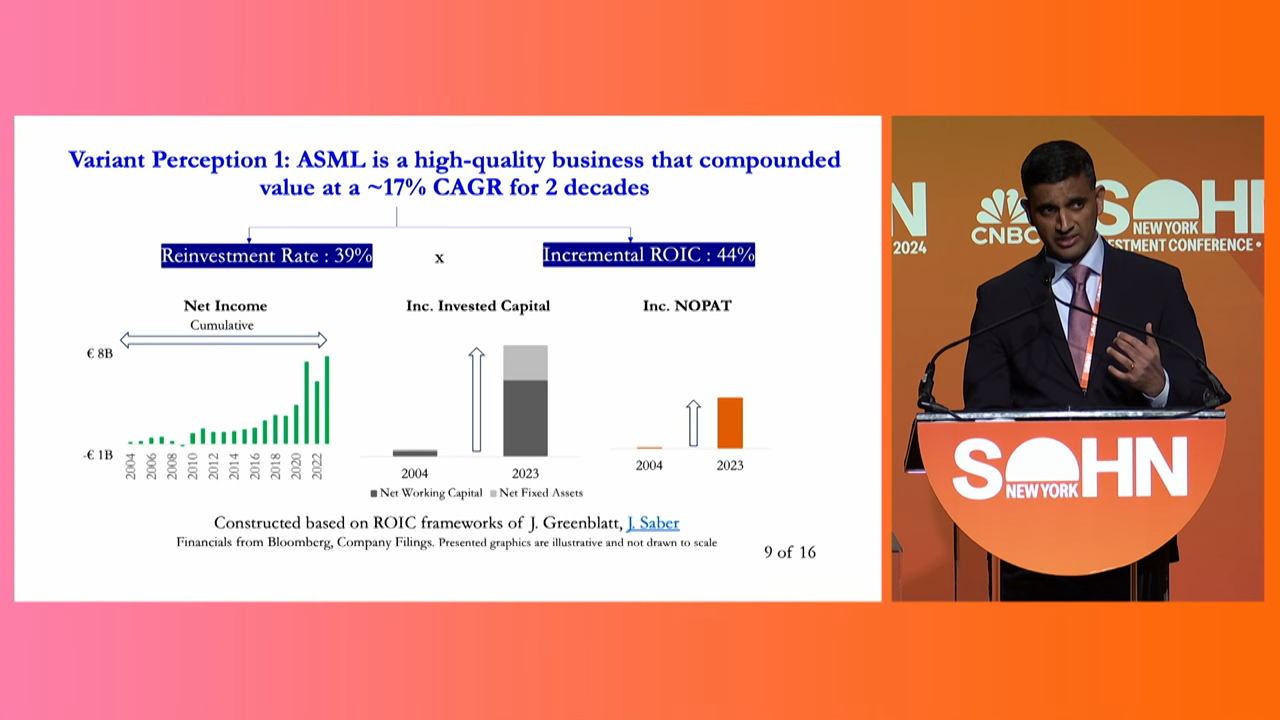 Variant Perception 1: ASML is a high-quality business that compounded
value at a ~17% CAGR for 2 decades
Reinvestment Rate : 39%
x
Incremental ROIC : 44%
Net Income
Cumulative
€ 8B
-€ 1B
2004
2006
2008
2010
2012
2014
2016
2018
2020
2022
Inc. Invested Capital
2004
2023
Net Working Capital
Net Fixed Assets
Inc. NOPAT
2004
2023
Constructed based on ROIC frameworks of J. Greenblatt, J. Saber
Financials from Bloomberg, Company Filings. Presented graphics are illustrative and not drawn to scale
9 of 16
N
2024
CNBC
SOHN
NEW YORK
ESTMENT CONFERENCE •
SOHN
NEW YORK